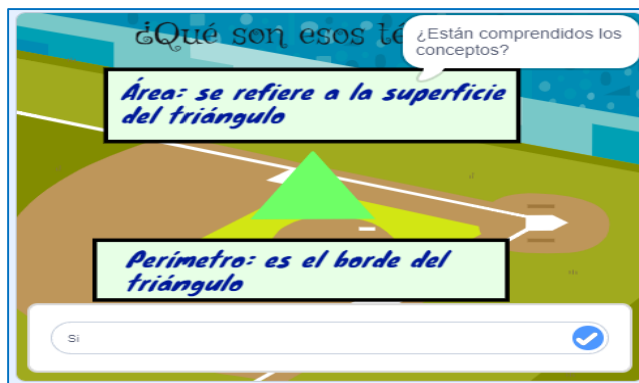 ¿Qué son esos té
¿Están comprendidos los
conceptos?
Área: se refiere a la superficie
del triángulo
Perímetro: es el borde del
triángulo
Si